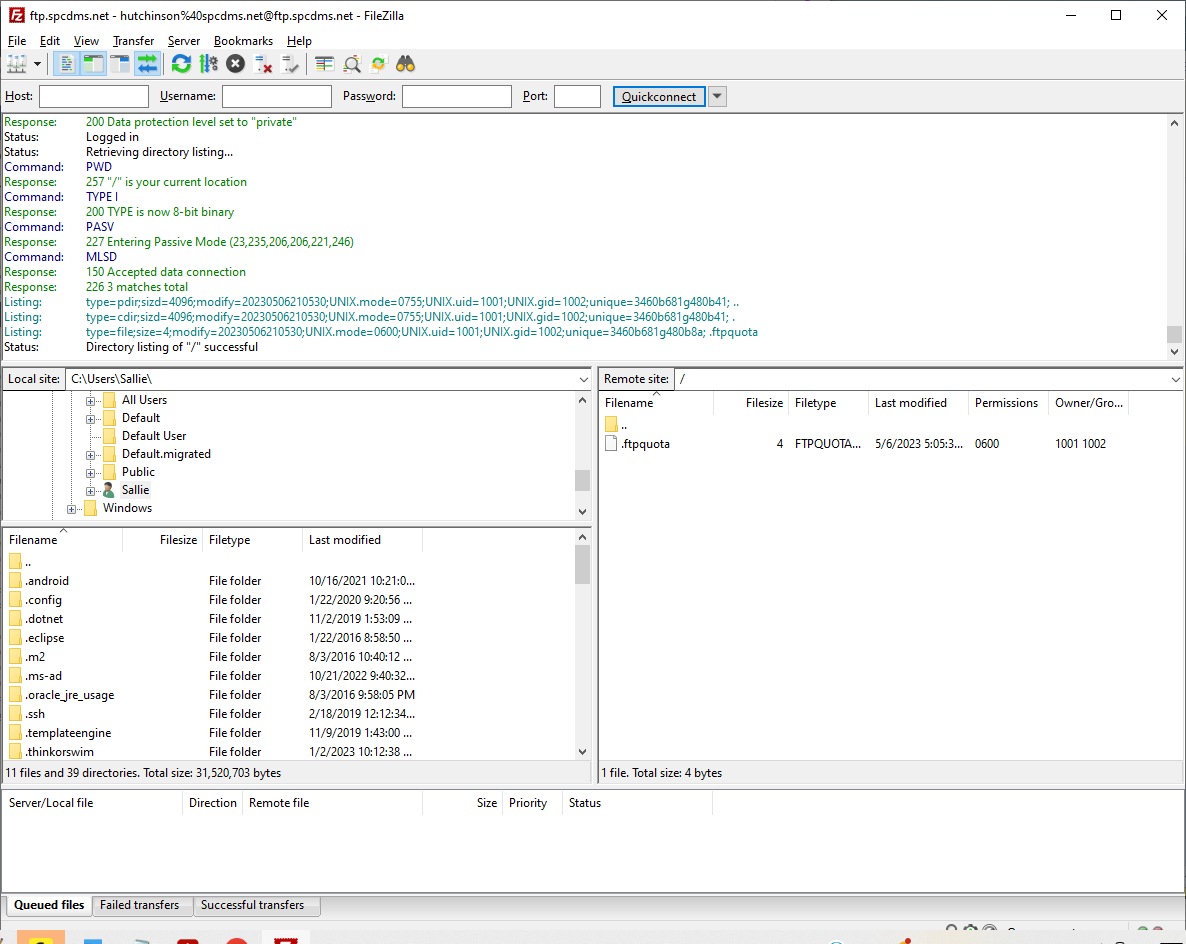 ftp.spcdms.net - hutchinson%40spcdms.net@ftp.spcdms.net - FileZilla
File Edit View Transfer Server Bookmarks Help
Host: Username: Password: Port: Quickconnect
Response: 200 Data protection level set to "private"
Status: Logged in
Status: Retrieving directory listing...
Command: PWD
Response: 257 "/" is your current location
Command: TYPE I
Response: 200 TYPE is now 8-bit binary
Command: PASV
Response: 227 Entering Passive Mode (23,235,206,206,221,246)
Command: MLSD
Response: 150 Accepted data connection
Response: 226 3 matches total
Listing: type=pdir;sizd=4096;modify=20230506210530;UNIX.mode=0755;UNIX.uid=1001;UNIX.gid=1002;unique=3460b681g480b41; ..
Listing: type=cdir;sizd=4096;modify=20230506210530;UNIX.mode=0755;UNIX.uid=1001;UNIX.gid=1002;unique=3460b681g480b41; .
Listing: type=file;size=4;modify=20230506210530;UNIX.mode=0600;UNIX.uid=1001;UNIX.gid=1002;unique=3460b681g480b8a; .ftpquota
Status: Directory listing of "/" successful
Local site: C:\Users\Sallie\
All Users
Default
Default User
Default.migrated
Public
Sallie
Windows
Filename Filesize Filetype Last modified
..
.android File folder 10/16/2021 10:21:0...
.config File folder 1/22/2020 9:20:56 ...
.dotnet File folder 11/2/2019 1:53:09 ...
.eclipse File folder 1/22/2016 8:58:50 ...
.m2 File folder 8/3/2016 10:40:12 ...
.ms-ad File folder 10/21/2022 9:40:32...
.oracle_jre_usage File folder 8/3/2016 9:58:05 PM
.ssh File folder 2/18/2019 12:12:34...
.templateengine File folder 11/9/2019 1:43:00 ...
.thinkorswim File folder 1/2/2023 10:12:38 ...
11 files and 39 directories. Total size: 31,520,703 bytes
Remote site: /
Filename Filesize Filetype Last modified Permissions Owner/Gro...
..
.ftpquota 4 FTPQUOTA... 5/6/2023 5:05:3... 0600 1001 1002
1 file. Total size: 4 bytes
Server/Local file Direction Remote file Size Priority Status
Queued files Failed transfers Successful transfers